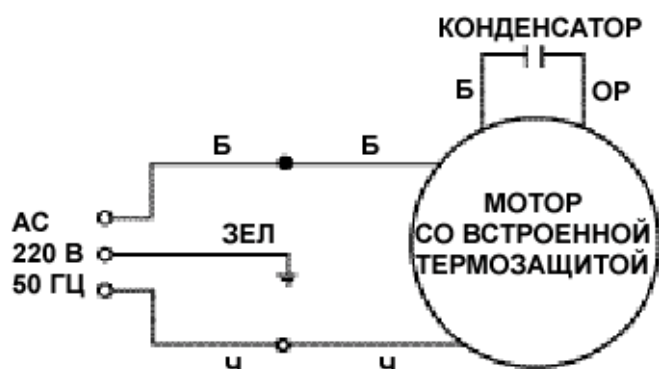 КОНДЕНСАТОР
Б ОР
Б Б
МОТОР
СО ВСТРОЕННОЙ
ТЕРМОЗАЩИТОЙ
АС
220 В
50 ГЦ
ЗЕЛ
Ч Ч